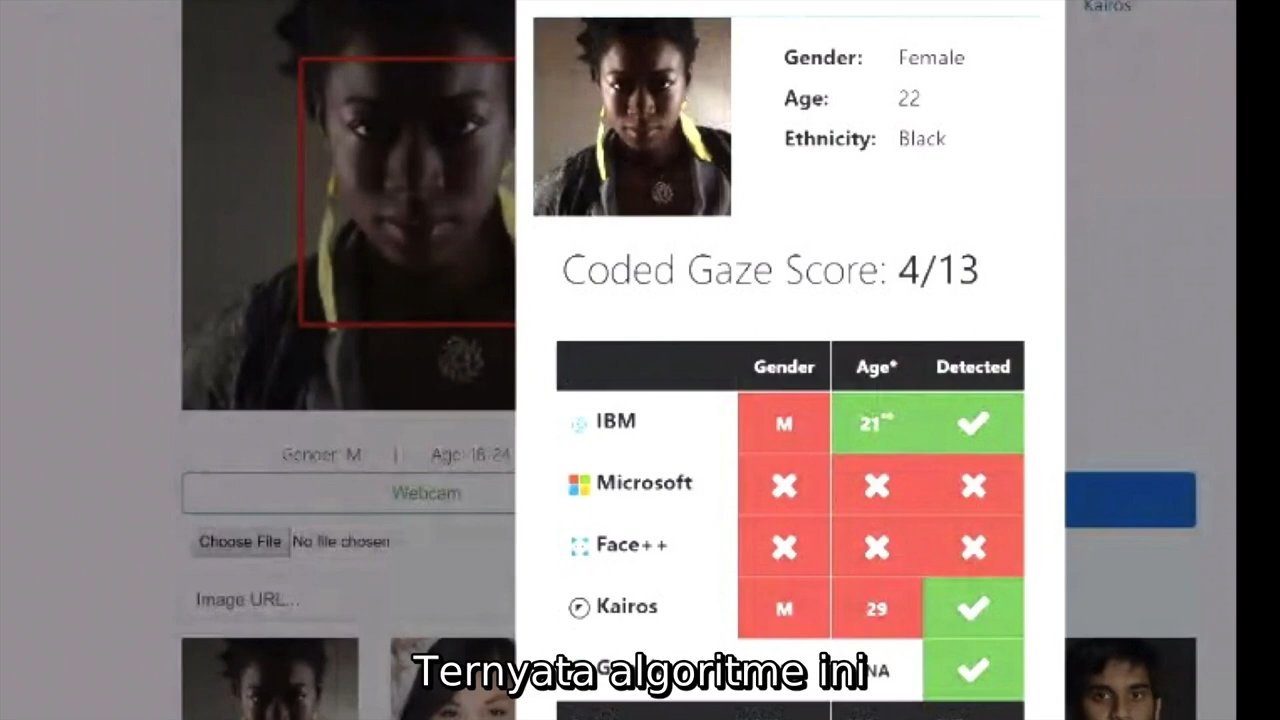 Kairos
Gender: Female
Age: 22
Ethnicity: Black
Coded Gaze Score: 4/13
Gender Age* Detected
IBM M 21
Microsoft
Face++
Kairos M 29
G NA
Gender: M | Age: 18-24
Webcam
Choose File No file chosen
Image URL...
Ternyata algoritme ini